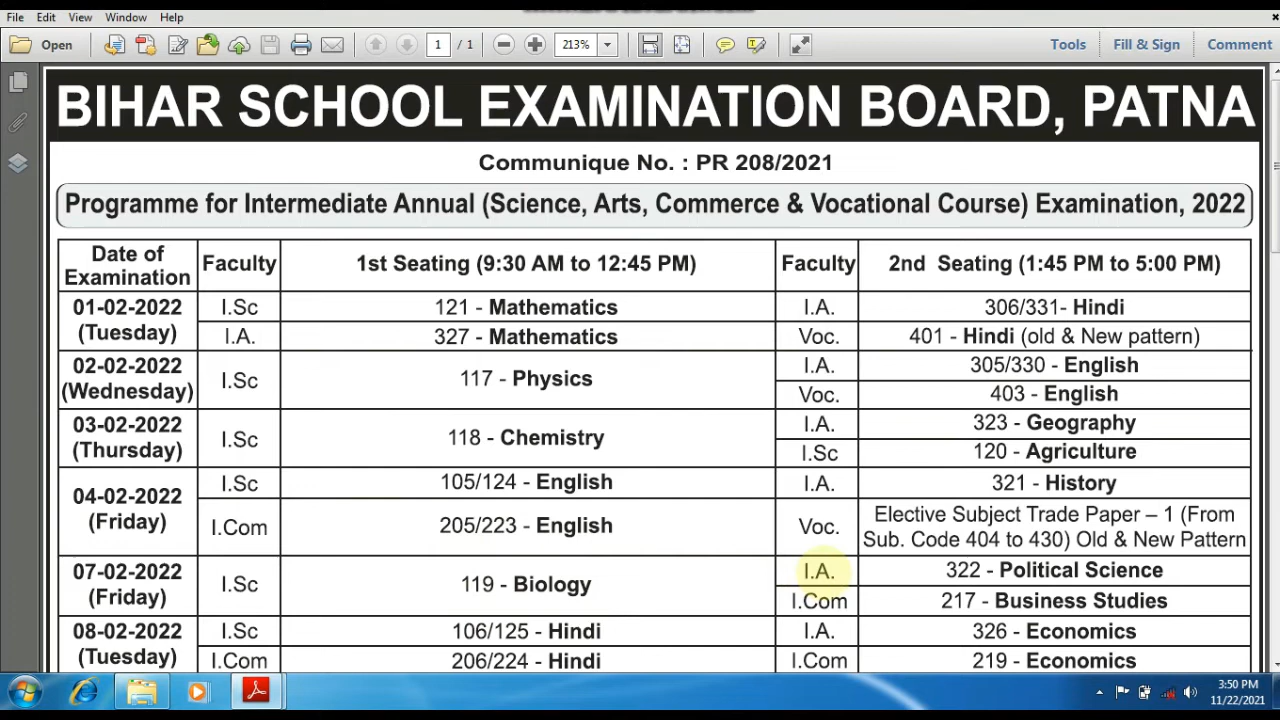 File Edit View Window Help
Open 1 / 1 213% Tools Fill & Sign Comment
BIHAR SCHOOL EXAMINATION BOARD, PATNA
Communique No. : PR 208/2021
Programme for Intermediate Annual (Science, Arts, Commerce & Vocational Course) Examination, 2022
Date of Examination Faculty 1st Seating (9:30 AM to 12:45 PM) Faculty 2nd Seating (1:45 PM to 5:00 PM)
01-02-2022 (Tuesday) I.Sc 121 - Mathematics I.A. 306/331- Hindi
I.A. 327 - Mathematics Voc. 401 - Hindi (old & New pattern)
02-02-2022 (Wednesday) I.Sc 117 - Physics I.A. 305/330 - English
Voc. 403 - English
03-02-2022 (Thursday) I.Sc 118 - Chemistry I.A. 323 - Geography
I.Sc 120 - Agriculture
04-02-2022 (Friday) I.Sc 105/124 - English I.A. 321 - History
I.Com 205/223 - English Voc. Elective Subject Trade Paper – 1 (From
Sub. Code 404 to 430) Old & New Pattern
07-02-2022 (Friday) I.Sc 119 - Biology I.A. 322 - Political Science
I.Com 217 - Business Studies
08-02-2022 (Tuesday) I.Sc 106/125 - Hindi I.A. 326 - Economics
I.Com 206/224 - Hindi I.Com 219 - Economics
3:50 PM
11/22/2021